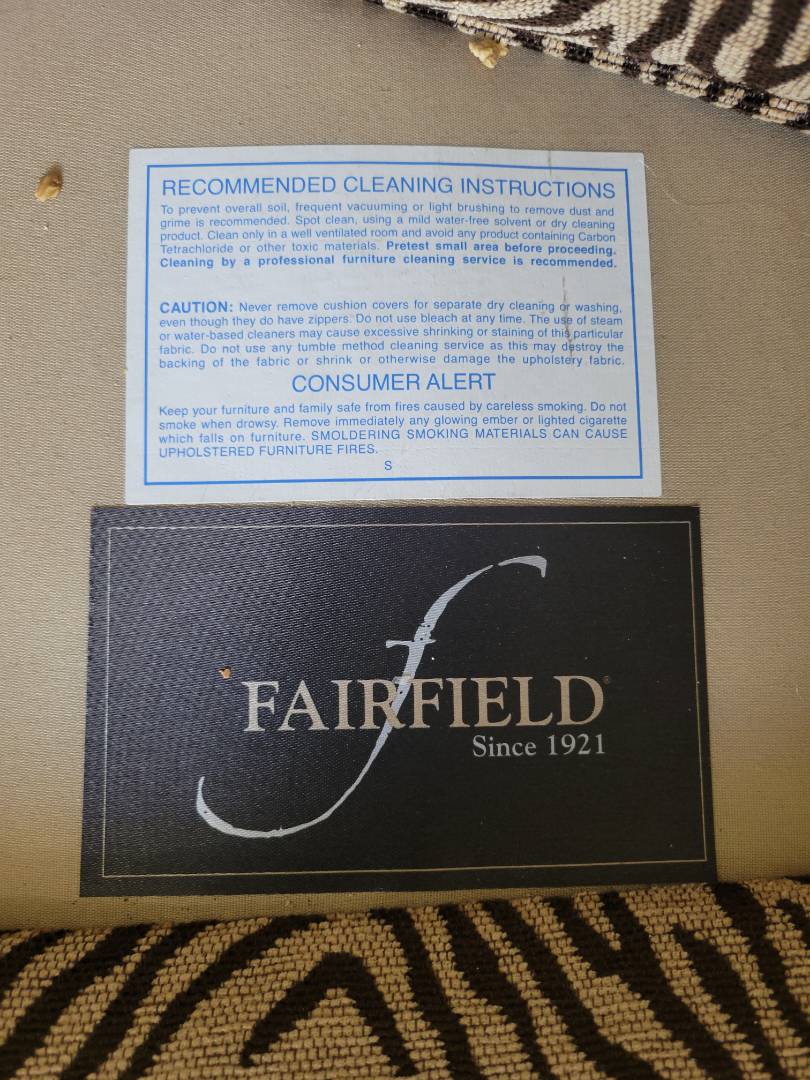 RECOMMENDED CLEANING INSTRUCTIONS
To prevent overall soil, frequent vacuuming or light brushing to remove dust and
grime is recommended. Spot clean, using a mild water-free solvent or dry cleaning
product. Clean only in a well ventilated room and avoid any product containing Carbon
Tetrachloride or other toxic materials. Pretest small area before proceeding.
Cleaning by a professional furniture cleaning service is recommended.
CAUTION: Never remove cushion covers for separate dry cleaning or washing,
even though they do have zippers. Do not use bleach at any time. The use of steam
or water-based cleaners may cause excessive shrinking or staining of this particular
fabric. Do not use any tumble method cleaning service as this may destroy the
backing of the fabric or shrink or otherwise damage the upholstery fabric.
CONSUMER ALERT
Keep your furniture and family safe from fires caused by careless smoking. Do not
smoke when drowsy. Remove immediately any glowing ember or lighted cigarette
which falls on furniture. SMOLDERING SMOKING MATERIALS CAN CAUSE
UPHOLSTERED FURNITURE FIRES.
S
f
FAIRFIELD®
Since 1921